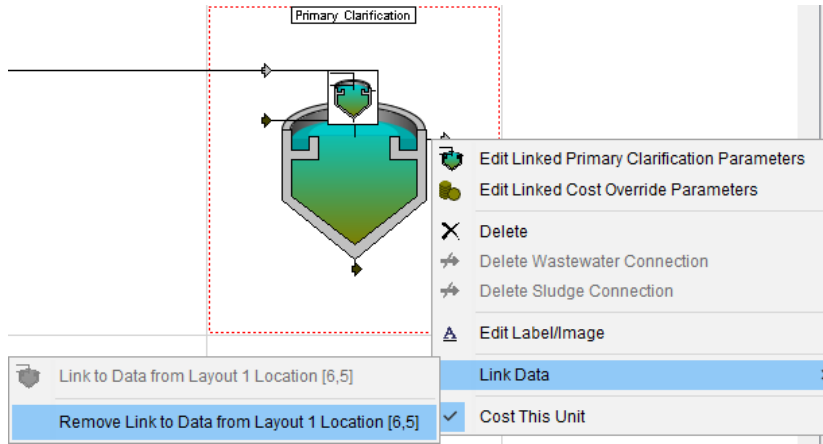 Primary Clarification
Edit Linked Primary Clarification Parameters
Edit Linked Cost Override Parameters
Delete
Delete Wastewater Connection
Delete Sludge Connection
A Edit Label/Image
Link to Data from Layout 1 Location [6,5]
Link Data
Remove Link to Data from Layout 1 Location [6,5]
Cost This Unit